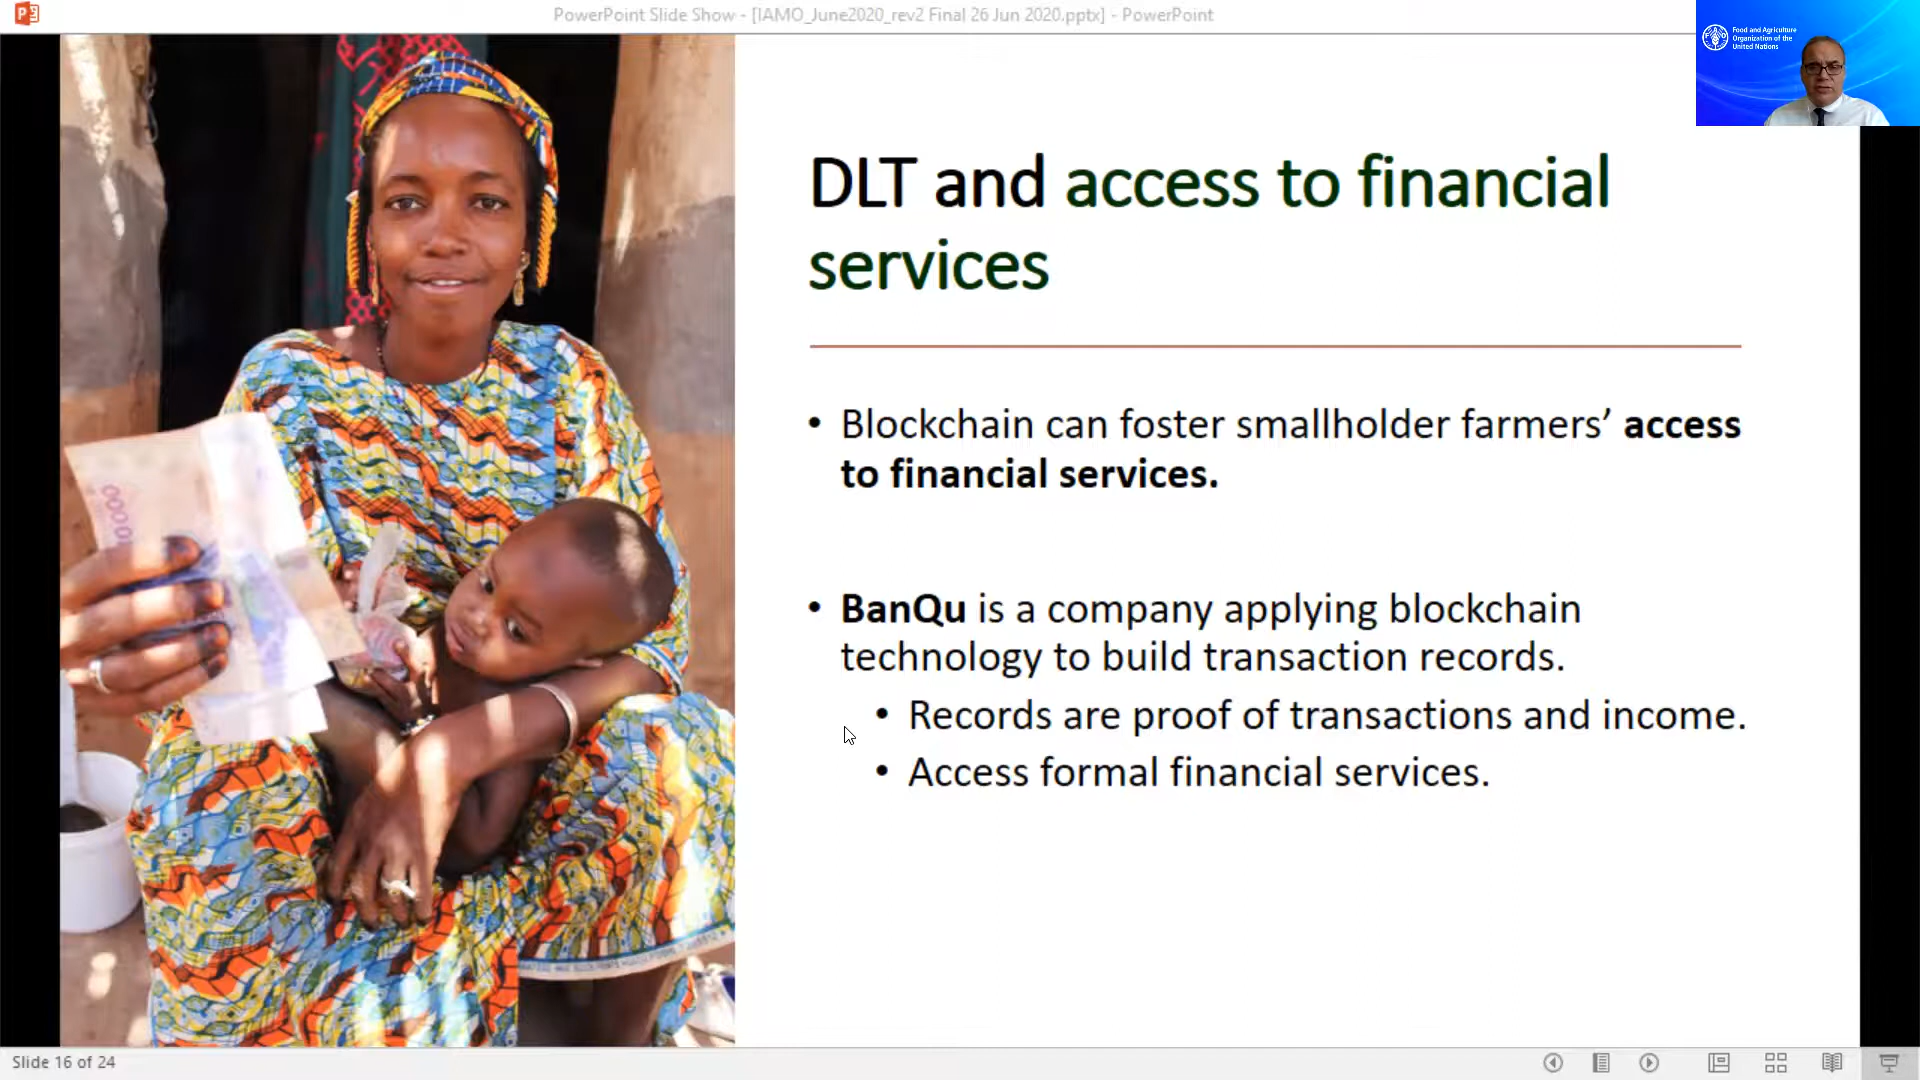 PowerPoint Slide Show - [IAMO_June2020_rev2 Final 26 Jun 2020.pptx] - PowerPoint
Food and Agriculture
Organization of the
United Nations
DLT and access to financial
services
• Blockchain can foster smallholder farmers’ access
to financial services.
• BanQu is a company applying blockchain
technology to build transaction records.
• Records are proof of transactions and income.
• Access formal financial services.
Slide 16 of 24